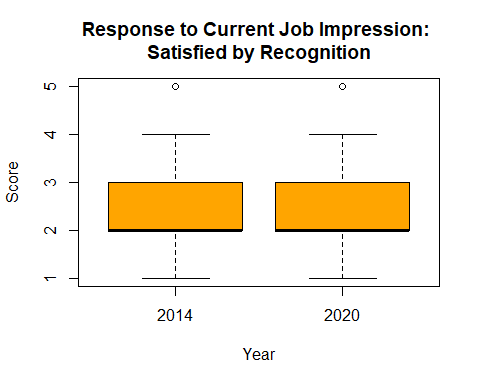 Response to Current Job Impression:
Satisfied by Recognition
5
4
3
2
1
Score
2014 2020
Year